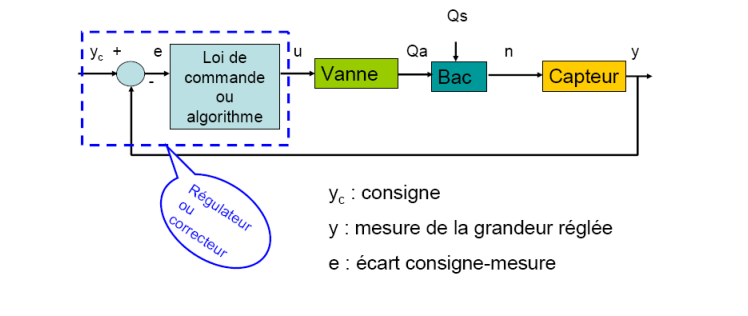 Qs
yc + e u Qa n y
-
Loi de
commande
ou
algorithme
Vanne
Bac
Capteur
Régulateur
ou
correcteur
yc : consigne
y : mesure de la grandeur réglée
e : écart consigne-mesure